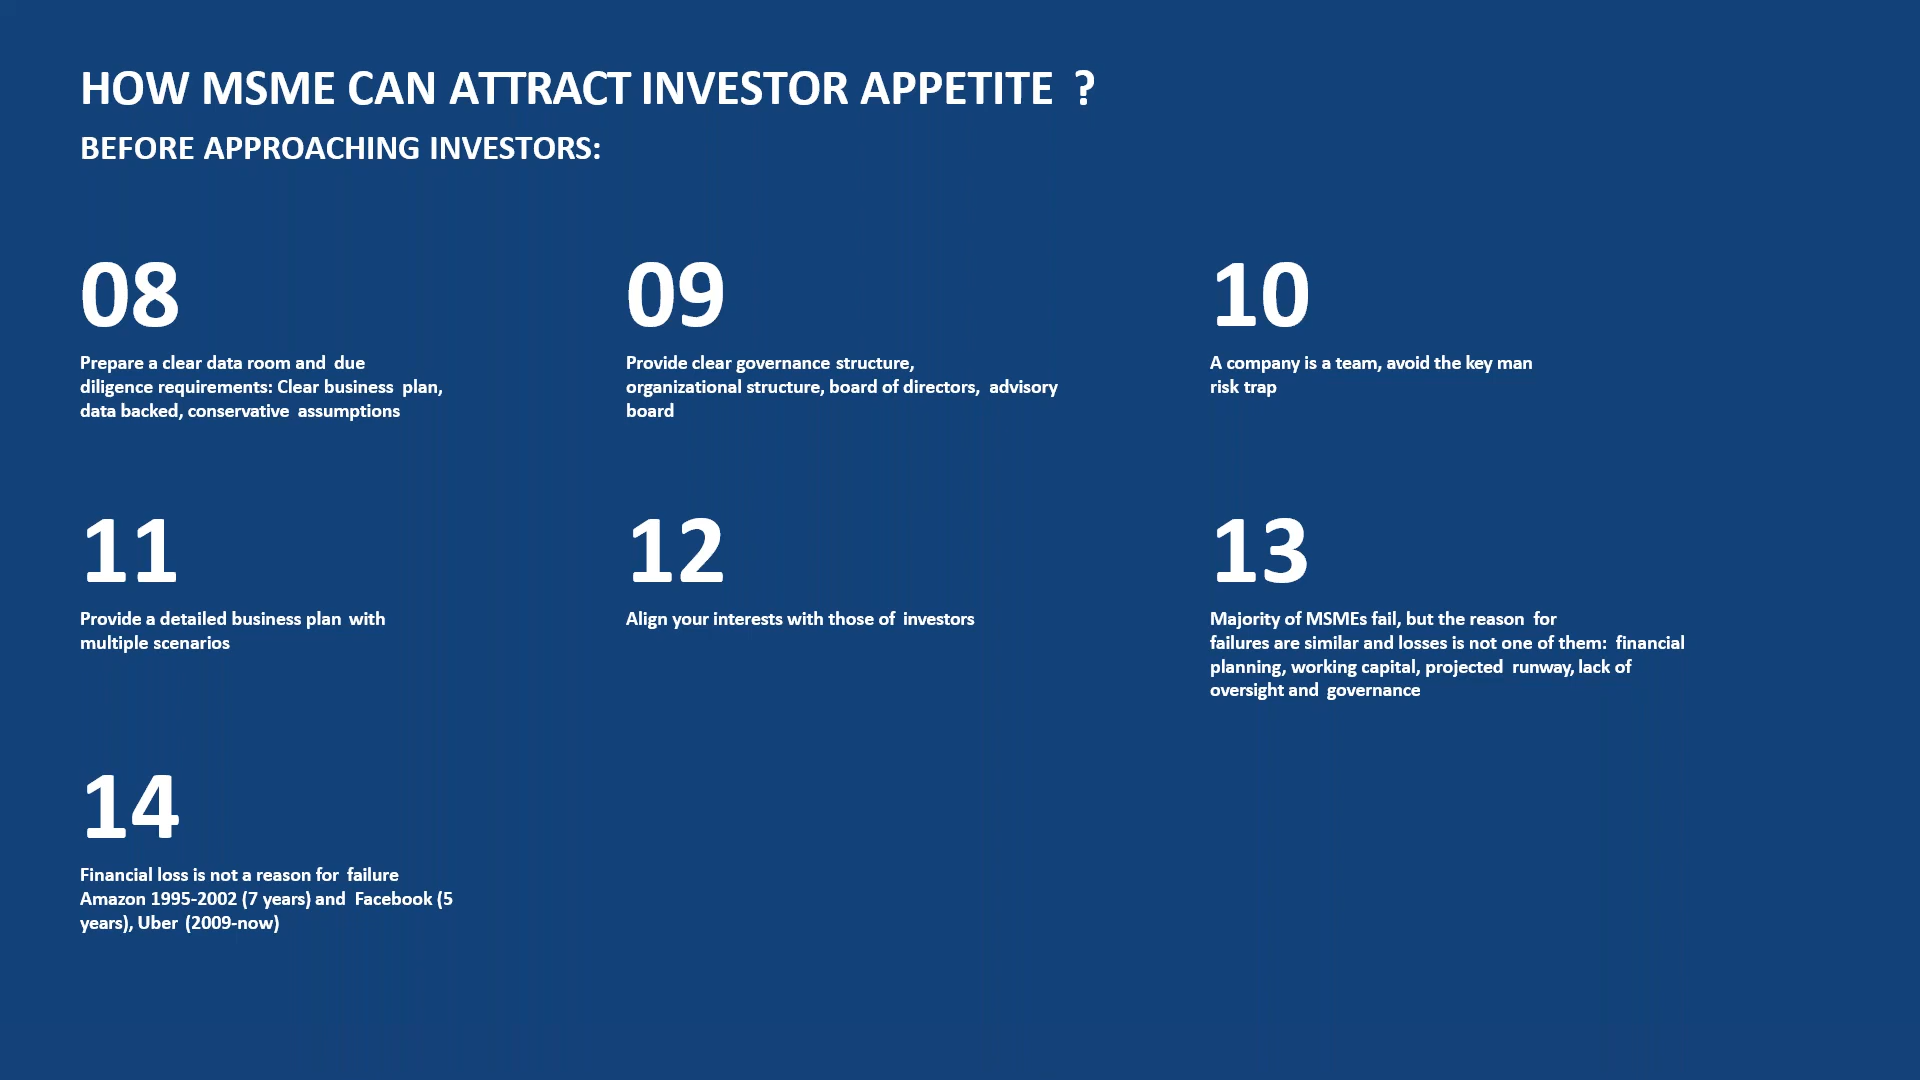 HOW MSME CAN ATTRACT INVESTOR APPETITE ?
BEFORE APPROACHING INVESTORS:
08
Prepare a clear data room and due
diligence requirements: Clear business plan,
data backed, conservative assumptions
09
Provide clear governance structure,
organizational structure, board of directors, advisory
board
10
A company is a team, avoid the key man
risk trap
11
Provide a detailed business plan with
multiple scenarios
12
Align your interests with those of investors
13
Majority of MSMEs fail, but the reason for
failures are similar and losses is not one of them: financial
planning, working capital, projected runway, lack of
oversight and governance
14
Financial loss is not a reason for failure
Amazon 1995-2002 (7 years) and Facebook (5
years), Uber (2009-now)